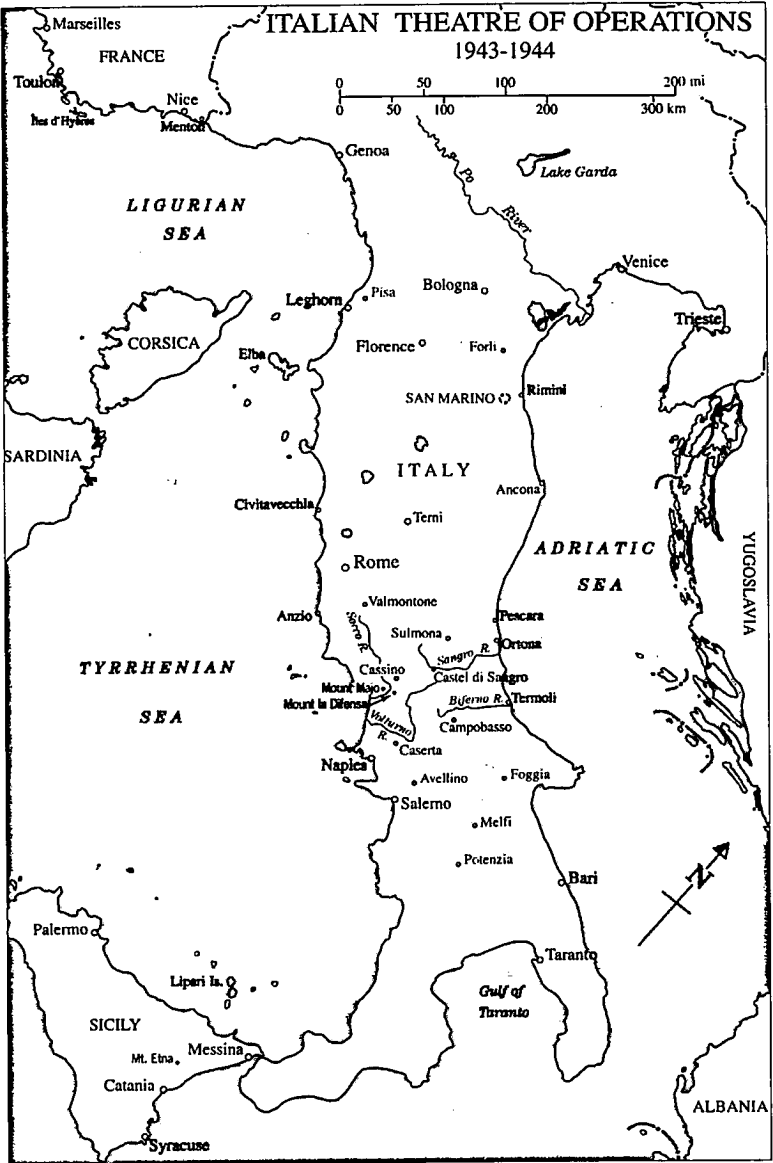 ITALIAN THEATRE OF OPERATIONS
1943-1944
0 50 100 200 mi
0 50 100 200 300 km
Marseilles
FRANCE
Toulon
Îles d'Hyères
Nice
Menton
Genoa
Po
River
Lake Garda
LIGURIAN
SEA
Venice
Trieste
Bologna
Leghorn
Pisa
CORSICA
Florence
Forli
Elba
SAN MARINO
Rimini
SARDINIA
ITALY
Ancona
Civitavecchia
Terni
ADRIATIC
SEA
YUGOSLAVIA
Rome
Valmontone
Anzio
Sacro R.
Sulmona
Pescara
Ortona
Sangro R.
TYRRHENIAN
SEA
Cassino
Castel di Sangro
Mount Majo
Mount la Difensa
Biferno R.
Termoli
Volturno
R.
Campobasso
Caserta
Naples
Avellino
Foggia
Salerno
Melfi
Potenzia
Bari
N
Palermo
Taranto
Lipari Is.
Gulf of
Taranto
SICILY
Messina
Mt. Etna
Catania
ALBANIA
Syracuse